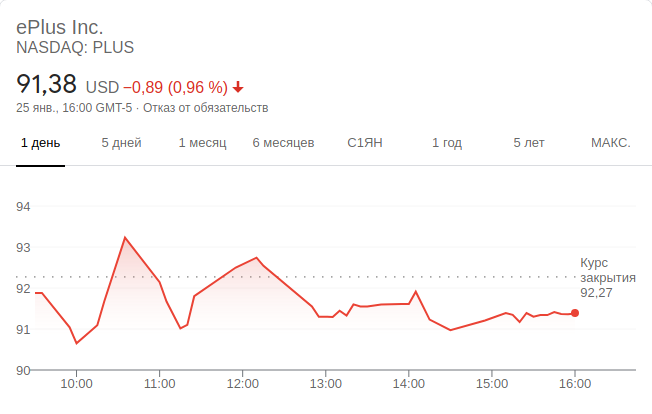 ePlus Inc.
NASDAQ: PLUS
91,38 USD −0,89 (0,96 %)
25 янв., 16:00 GMT-5 · Отказ от обязательств
1 день 5 дней 1 месяц 6 месяцев С1ЯН 1 год 5 лет МАКС.
94
93
92
91
90
Курс
закрытия
92,27
10:00 11:00 12:00 13:00 14:00 15:00 16:00